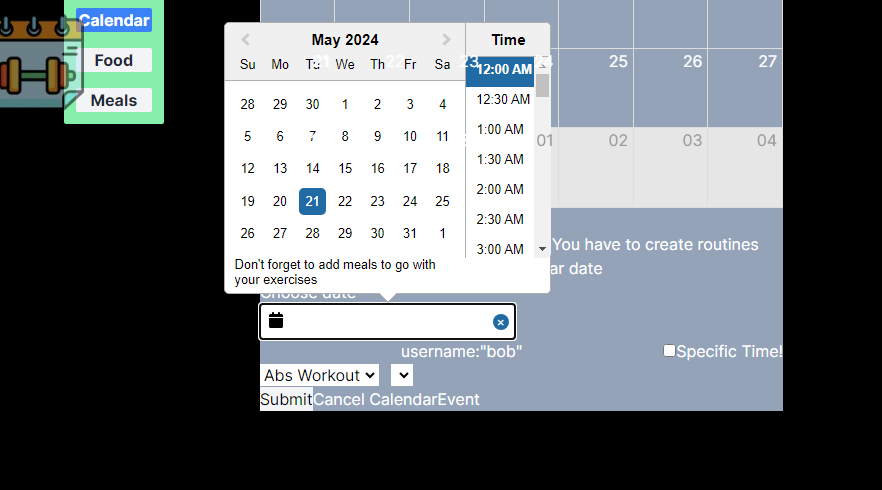 Calendar
Food
Meals
May 2024
Time
Su Mo Tu We Th Fr Sa
28 29 30 1 2 3 4
5 6 7 8 9 10 11
12 13 14 15 16 17 18
19 20 21 22 23 24 25
26 27 28 29 30 31 1
12:00 AM
12:30 AM
1:00 AM
1:30 AM
2:00 AM
2:30 AM
3:00 AM
Don't forget to add meals to go with
your exercises
21 22 23 24 25 26 27
01 02 03 04
You have to create routines
ar date
Choose date
username:"bob"
Specific Time!
Abs Workout
Submit
Cancel CalendarEvent